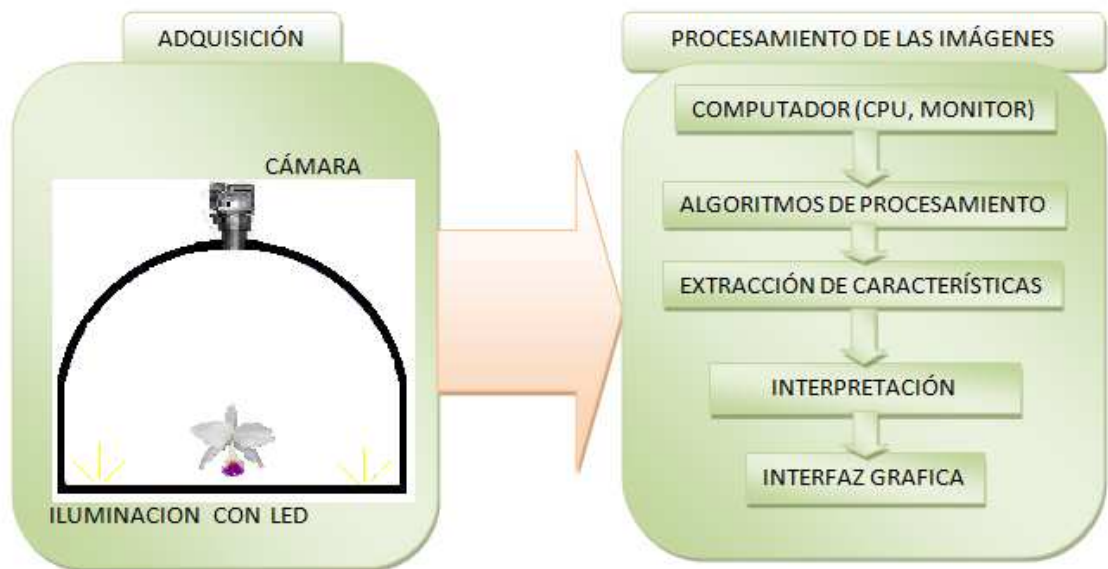 ADQUISICIÓN
CÁMARA
ILUMINACION CON LED
PROCESAMIENTO DE LAS IMÁGENES
COMPUTADOR (CPU, MONITOR)
ALGORITMOS DE PROCESAMIENTO
EXTRACCIÓN DE CARACTERÍSTICAS
INTERPRETACIÓN
INTERFAZ GRAFICA